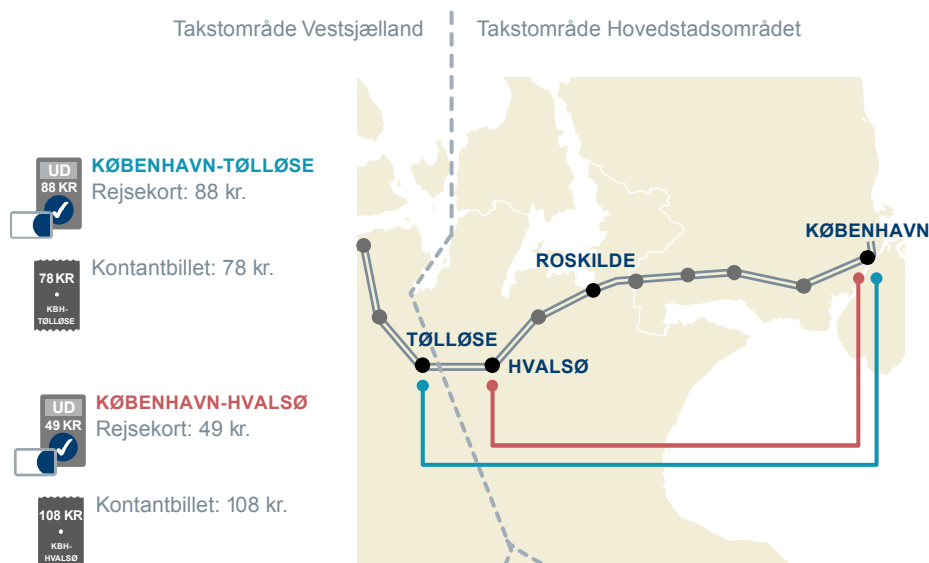 Takstområde Vestsjælland
Takstområde Hovedstadsområdet
UD
88 KR
KØBENHAVN-TØLLØSE
Rejsekort: 88 kr.
78 KR
KBH-
TØLLØSE
Kontantbillet: 78 kr.
UD
49 KR
KØBENHAVN-HVALSØ
Rejsekort: 49 kr.
108 KR
KBH-
HVALSØ
Kontantbillet: 108 kr.
KØBENHAVN
ROSKILDE
TØLLØSE
HVALSØ